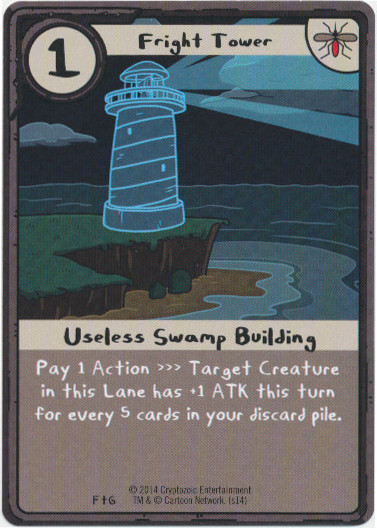 1
Fright Tower
Useless Swamp Building
Pay 1 Action >>> Target Creature
in this Lane has +1 ATK this turn
for every 5 cards in your discard pile.
© 2014 Cryptozoic Entertainment
FtG TM & © Cartoon Network. (s14)